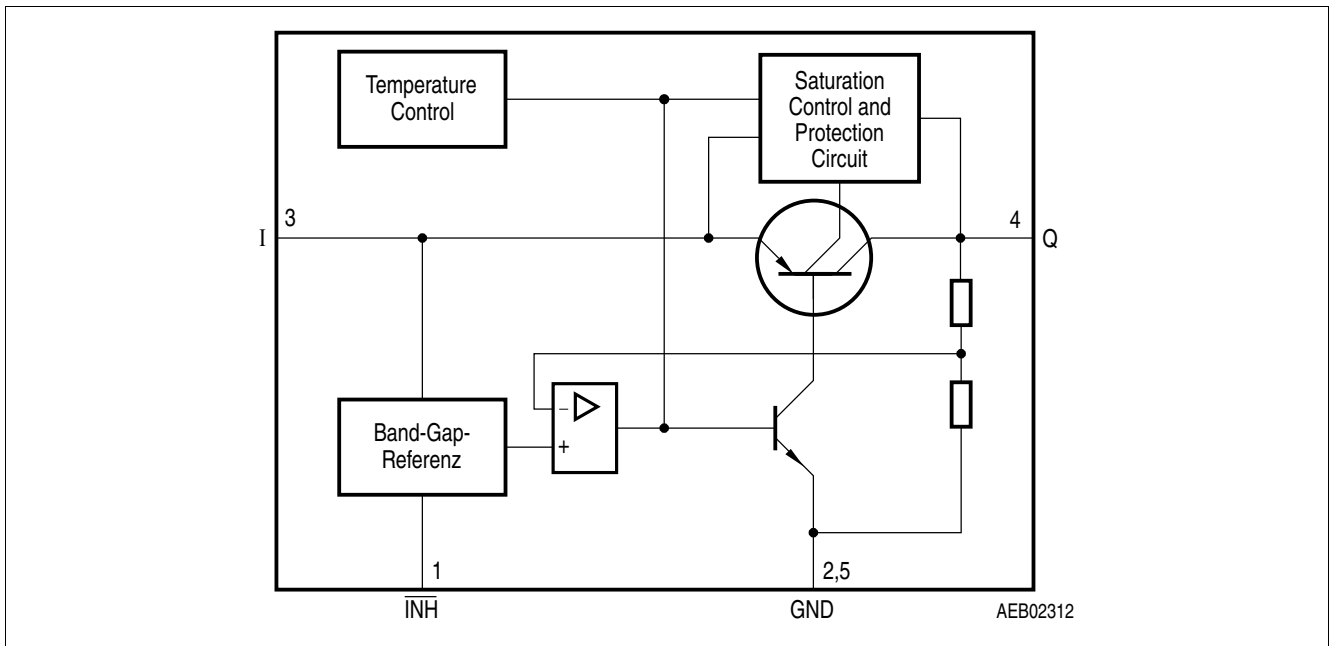 Temperature
Control
Saturation
Control and
Protection
Circuit
I
3
4
Q
Band-Gap-
Referenz
−
+
1
2,5
INH
GND
AEB02312